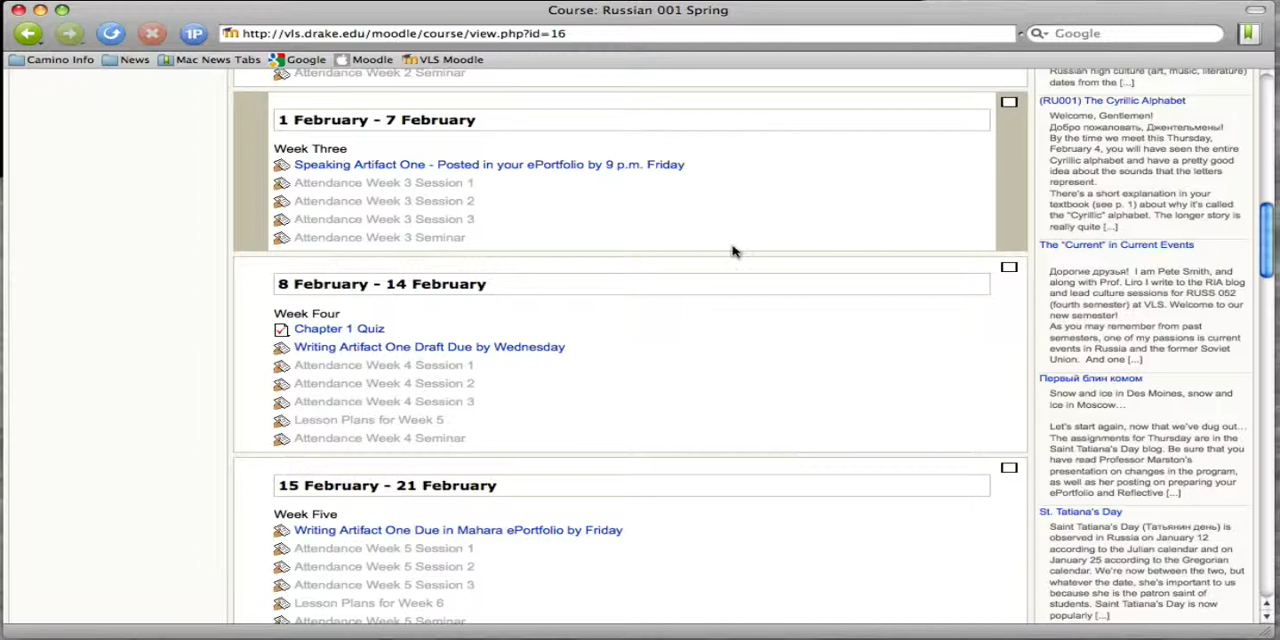 Course: Russian 001 Spring
1P
http://vls.drake.edu/moodle/course/view.php?id=16
Google
Camino Info
News
Mac News Tabs
Google
Moodle
VLS Moodle
Attendance Week 2 Seminar
1 February - 7 February
Week Three
Speaking Artifact One - Posted in your ePortfolio by 9 p.m. Friday
Attendance Week 3 Session 1
Attendance Week 3 Session 2
Attendance Week 3 Session 3
Attendance Week 3 Seminar
8 February - 14 February
Week Four
Chapter 1 Quiz
Writing Artifact One Draft Due by Wednesday
Attendance Week 4 Session 1
Attendance Week 4 Session 2
Attendance Week 4 Session 3
Lesson Plans for Week 5
Attendance Week 4 Seminar
15 February - 21 February
Week Five
Writing Artifact One Due in Mahara ePortfolio by Friday
Attendance Week 5 Session 1
Attendance Week 5 Session 2
Attendance Week 5 Session 3
Lesson Plans for Week 6
Attendance Week 5 Seminar
Russian high culture (art, music, literature)
dates from the [...]
(RU001) The Cyrillic Alphabet
Welcome, Gentlemen!
Добро пожаловать, Джентельмены!
By the time we meet this Thursday,
February 4, you will have seen the entire
Cyrillic alphabet and have a pretty good
idea about the sounds that the letters
represent.
There's a short explanation in your
textbook (see p. 1) about why it's called
the “Cyrillic” alphabet. The longer story is
really quite [...]
The “Current” in Current Events
Дорогие друзья! I am Pete Smith, and
along with Prof. Liro I write to the RIA blog
and lead culture sessions for RUSS 052
(fourth semester) at VLS. Welcome to our
new semester!
As you may remember from past
semesters, one of my passions is current
events in Russia and the former Soviet
Union. And one [...]
Первый блин комом
Snow and ice in Des Moines, snow and
ice in Moscow…
Let's start again, now that we've dug out…
The assignments for Thursday are in the
Saint Tatiana's Day blog. Be sure that you
have read Professor Marston's
presentation on changes in the program,
as well as her posting on preparing your
ePortfolio and Reflective [...]
St. Tatiana's Day
Saint Tatiana's Day (Татьянин день) is
observed in Russia on January 12
according to the Julian calendar and on
January 25 according to the Gregorian
calendar. We're now between the two, but
whatever the date, she's important to us
because she is the patron saint of
students. Saint Tatiana's Day is now
popularly [...]